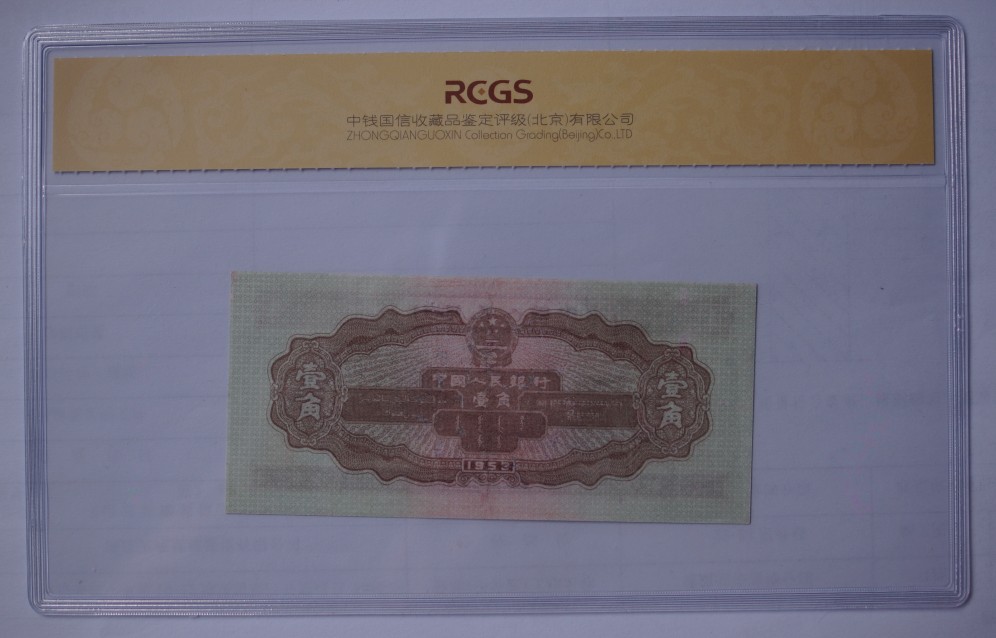 RCGS
中钱国信收藏品鉴定评级(北京)有限公司
ZHONGQIANGUOXIN Collection Grading(Beijing)Co.,LTD
中國人民銀行
壹角
壹角
壹角
1953